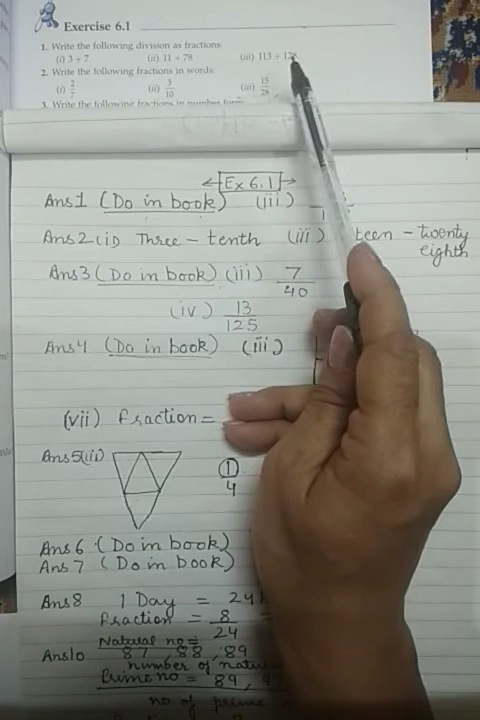 Exercise 6.1
1. Write the following division as fractions:
(i) 3 ÷ 7 (ii) 11 ÷ 78 (iii) 113 ÷ 128
2. Write the following fractions in words:
(i) 2/7 (ii) 3/10 (iii) 15/28
3. Write the following fractions in number form:
Ex 6.1
Ans1 (Do in book) (iii)
Ans2 (ii) Three - tenth (iii) teen - twenty
eighth
Ans3 (Do in book) (iii) 7/40
(iv) 13/125
Ans4 (Do in book) (iii)
(vii) fraction =
Ans5(iii) 1/4
Ans6 (Do in book)
Ans7 (Do in book)
Ans8 1 Day = 24
Fraction = 8/24 =
Natural no =
Ans10 87, 88, 89
number of natu
Prime no = 89, 9
no of prime